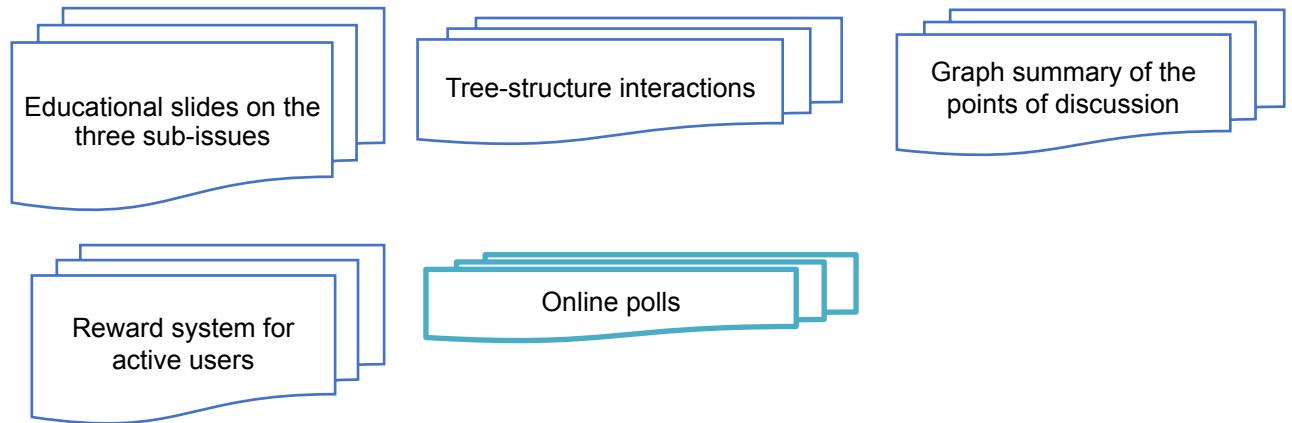 Educational slides on the
three sub-issues
Tree-structure interactions
Graph summary of the
points of discussion
Reward system for
active users
Online polls